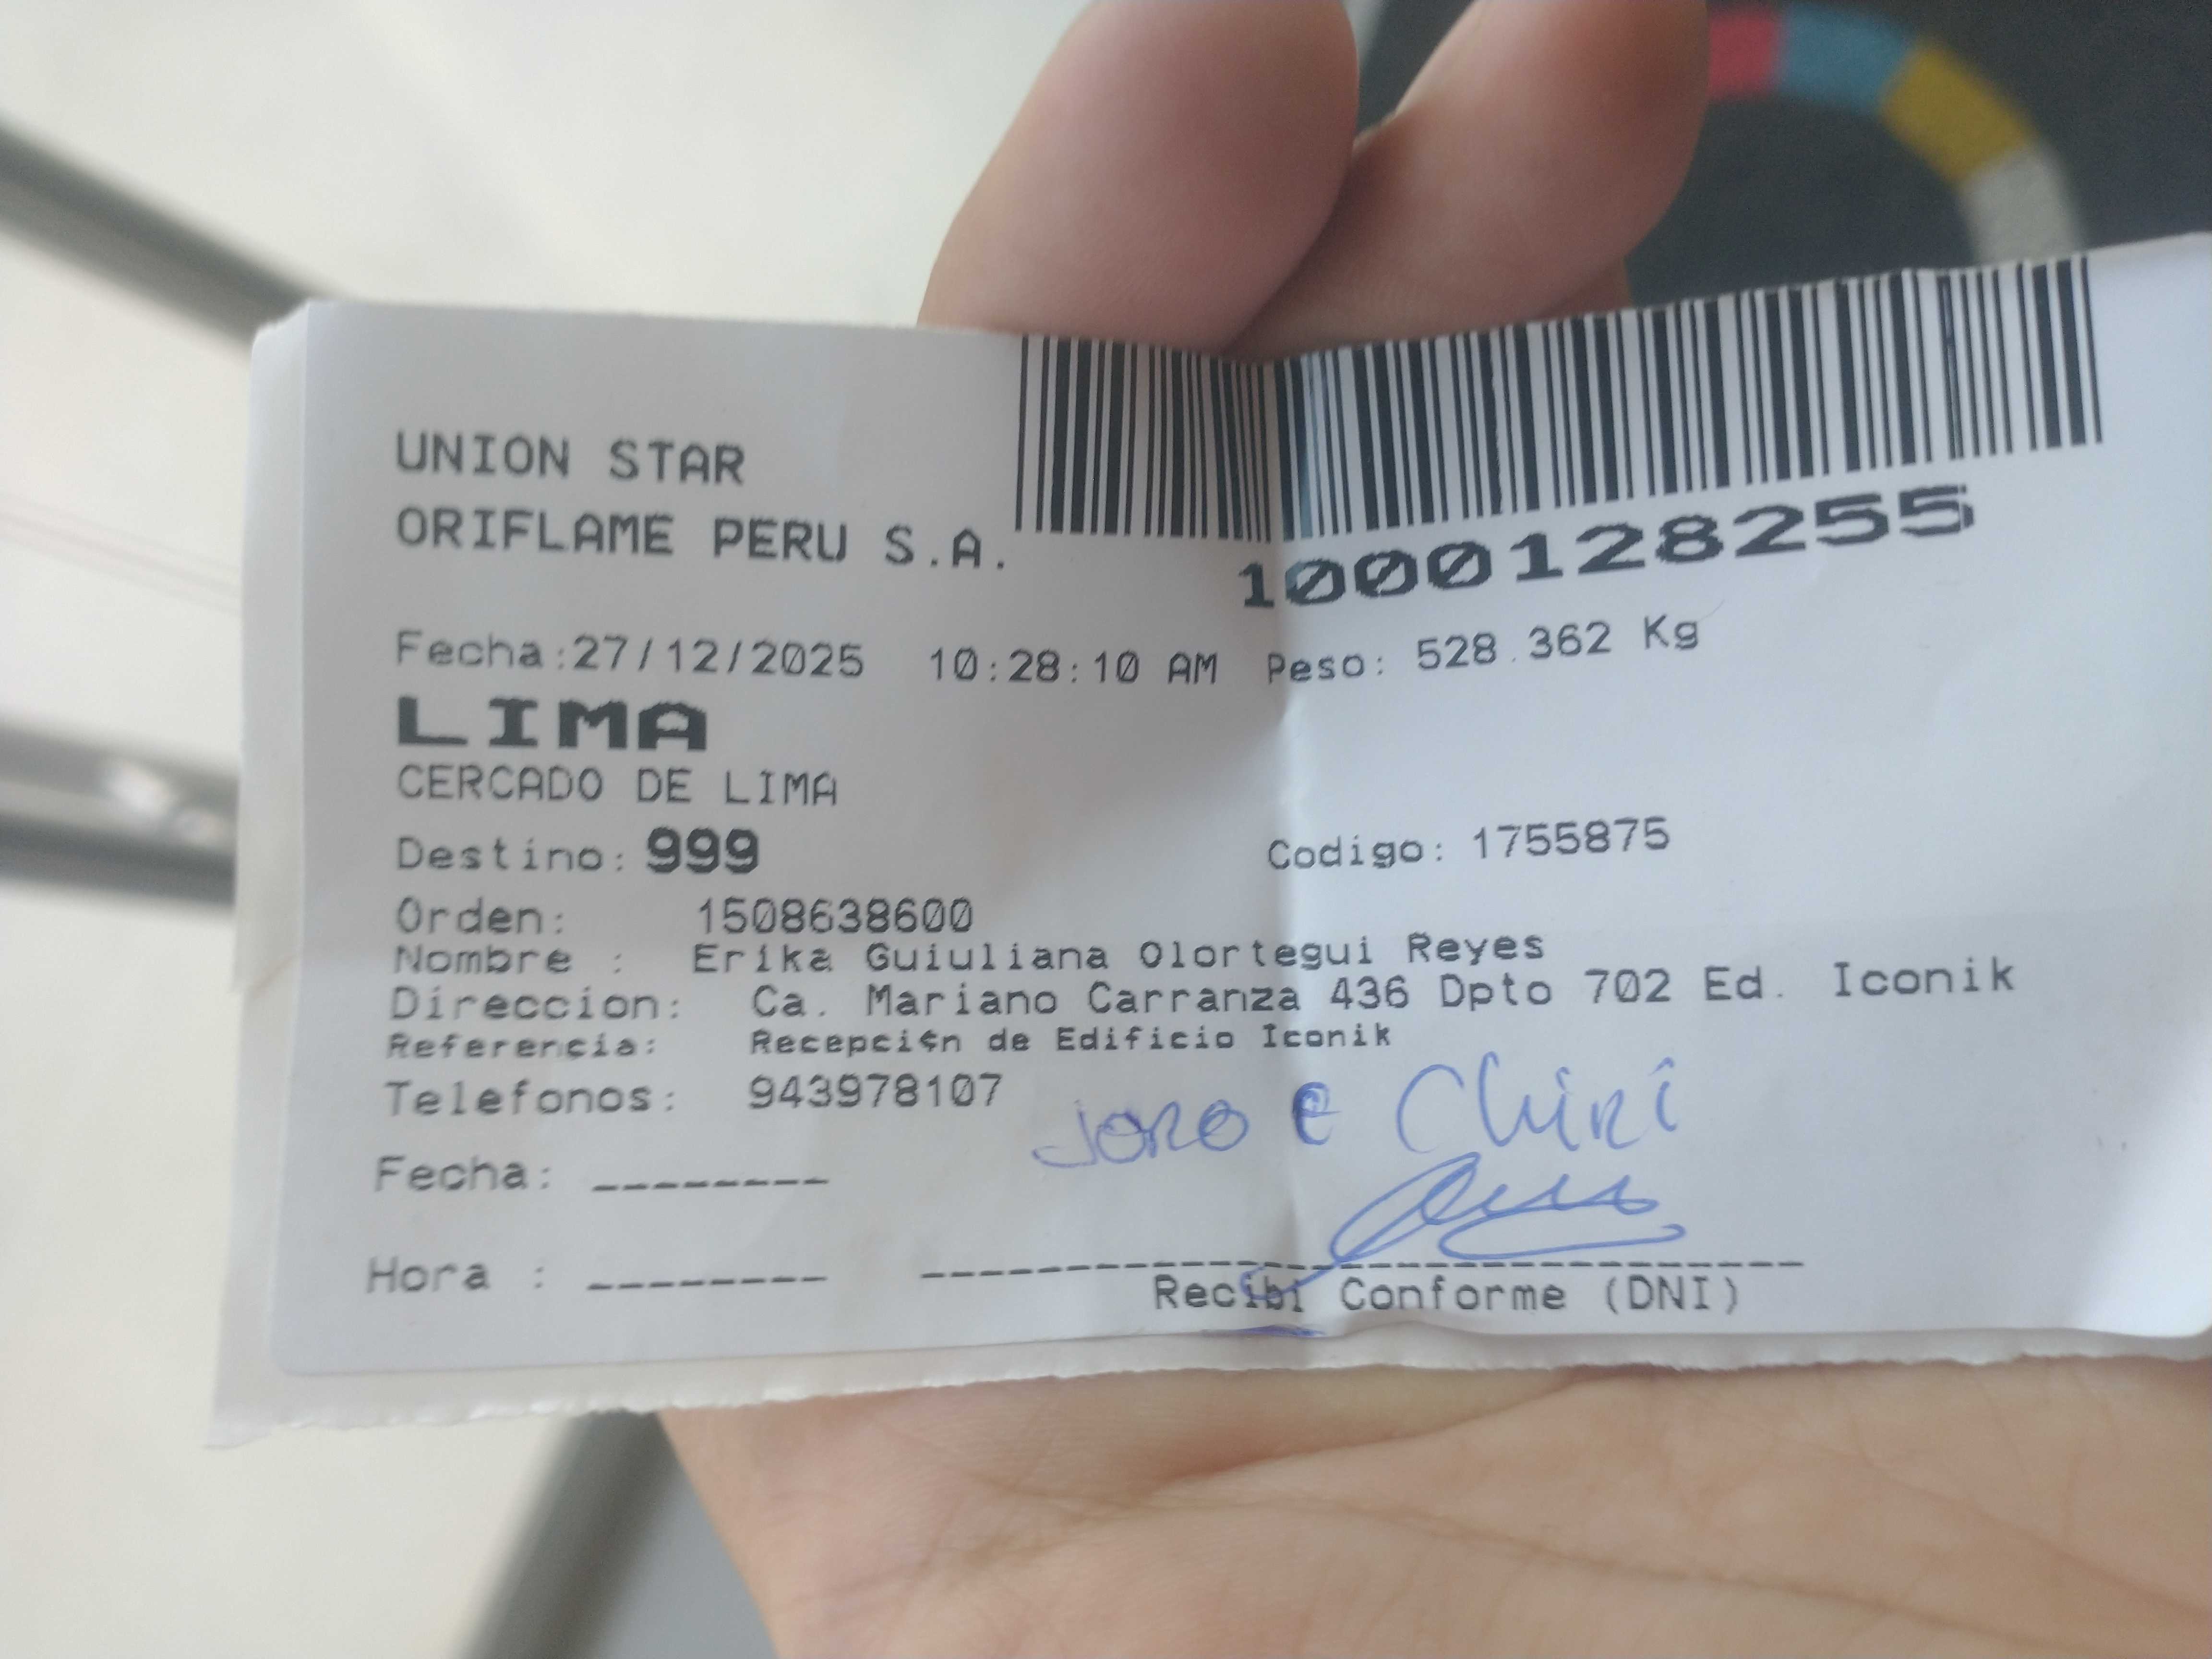 UNION STAR
ORIFLAME PERU S.A.
1000128255
Fecha:27/12/2025 10:28:10 AM Peso: 528.362 Kg
LIMA
CERCADO DE LIMA
Destino: 999 Codigo: 1755875
Orden: 1508638600
Nombre : Erika Guiuliana Olortegui Reyes
Direccion: Ca. Mariano Carranza 436 Dpto 702 Ed. Iconik
Referencia: Recepci¢n de Edificio Iconik
Telefonos: 943978107
Jorge Chiri
Fecha: --------
Hora : --------
Recibi Conforme (DNI)